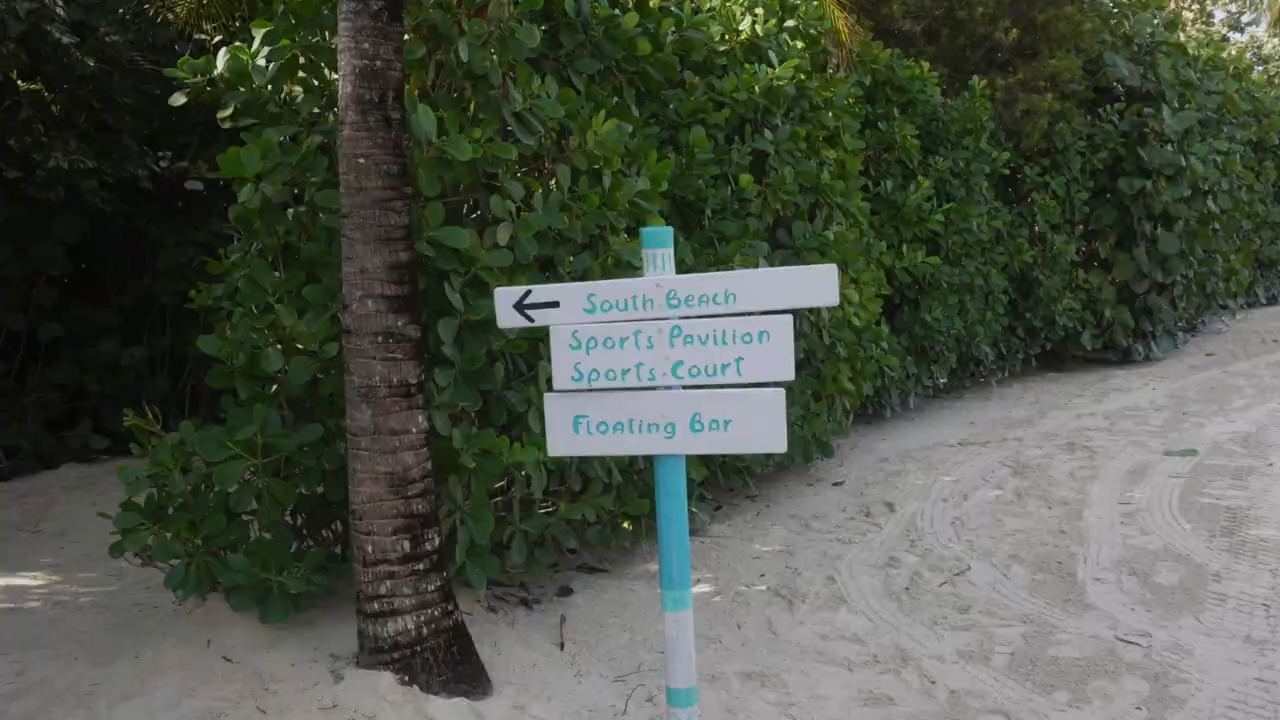 South Beach
Sports Pavilion
Sports Court
Floating Bar